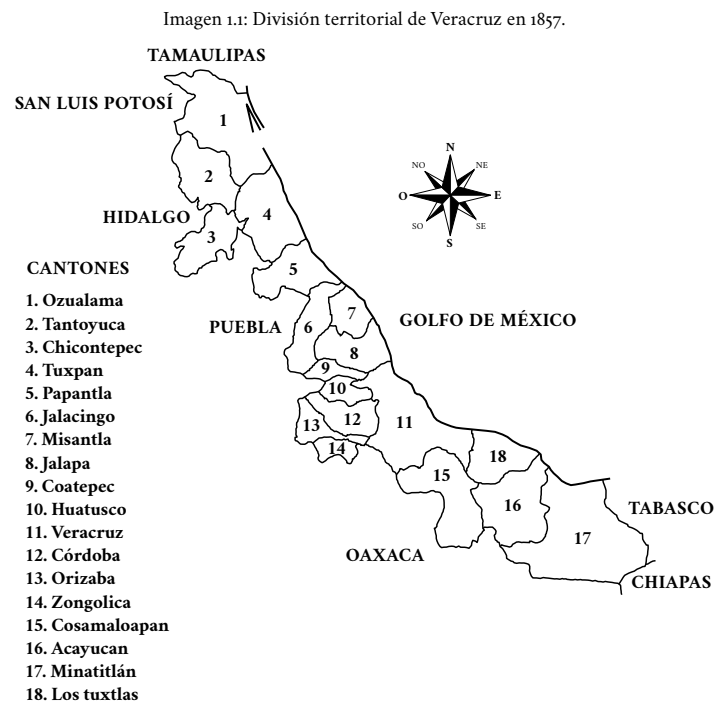 Imagen 1.1: División territorial de Veracruz en 1857.
TAMAULIPAS
SAN LUIS POTOSÍ
1
N
NO
NE
2
O
E
HIDALGO
4
SO
SE
3
S
CANTONES
5
1. Ozualama
2. Tantoyuca
3. Chicontepec
4. Tuxpan
5. Papantla
6. Jalacingo
7. Misantla
8. Jalapa
9. Coatepec
10. Huatusco
11. Veracruz
12. Córdoba
13. Orizaba
14. Zongolica
15. Cosamaloapan
16. Acayucan
17. Minatitlán
18. Los tuxtlas
PUEBLA
6
7
GOLFO DE MÉXICO
8
9
10
13
12
11
14
15
18
16
TABASCO
17
OAXACA
CHIAPAS